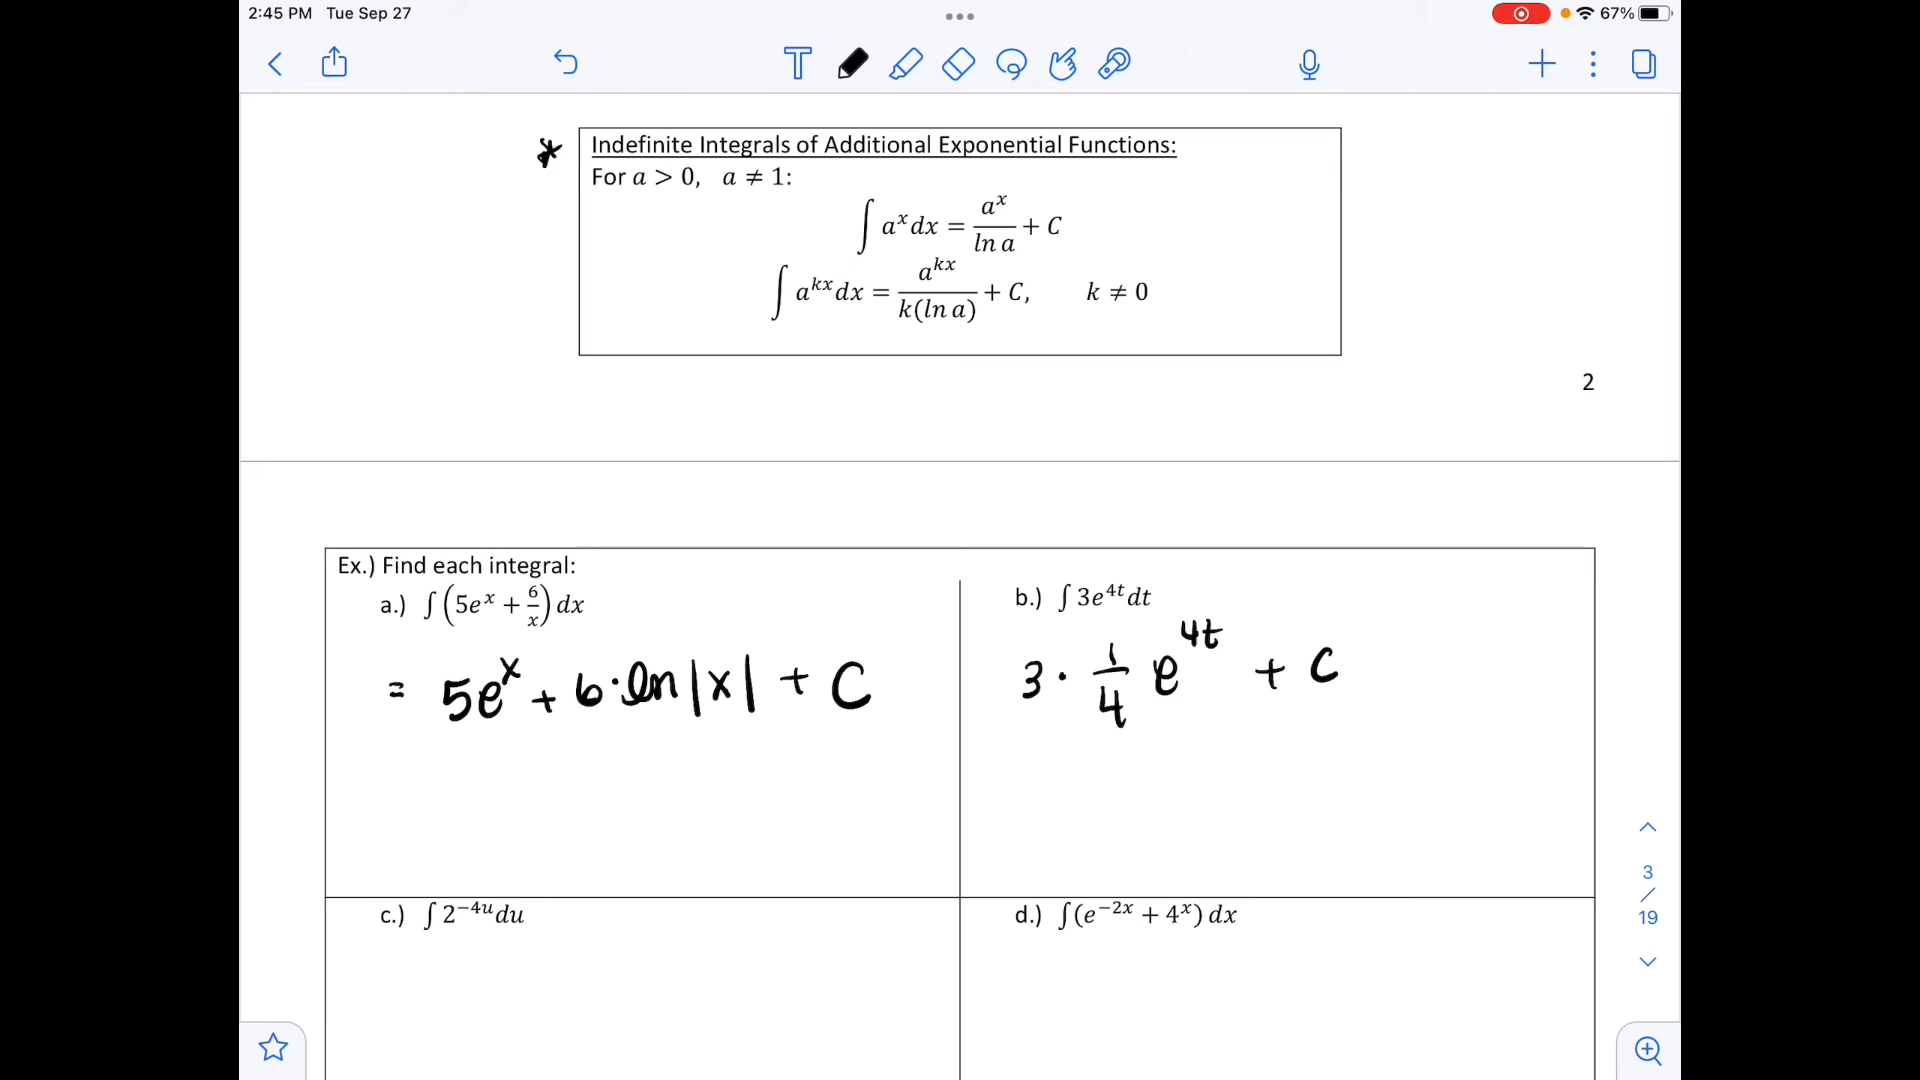 2:45 PM Tue Sep 27
67%
T
* Indefinite Integrals of Additional Exponential Functions:
For a > 0, a ≠ 1:
∫ a^x dx = a^x / ln a + C
∫ a^{kx} dx = a^{kx} / k(ln a) + C, k ≠ 0
2
Ex.) Find each integral:
a.) ∫ (5e^x + 6/x) dx
= 5e^x + 6 · ln|x| + C
b.) ∫ 3e^{4t} dt
3 · 1/4 e^{4t} + C
c.) ∫ 2^{-4u} du
d.) ∫ (e^{-2x} + 4^x) dx
3
/
19